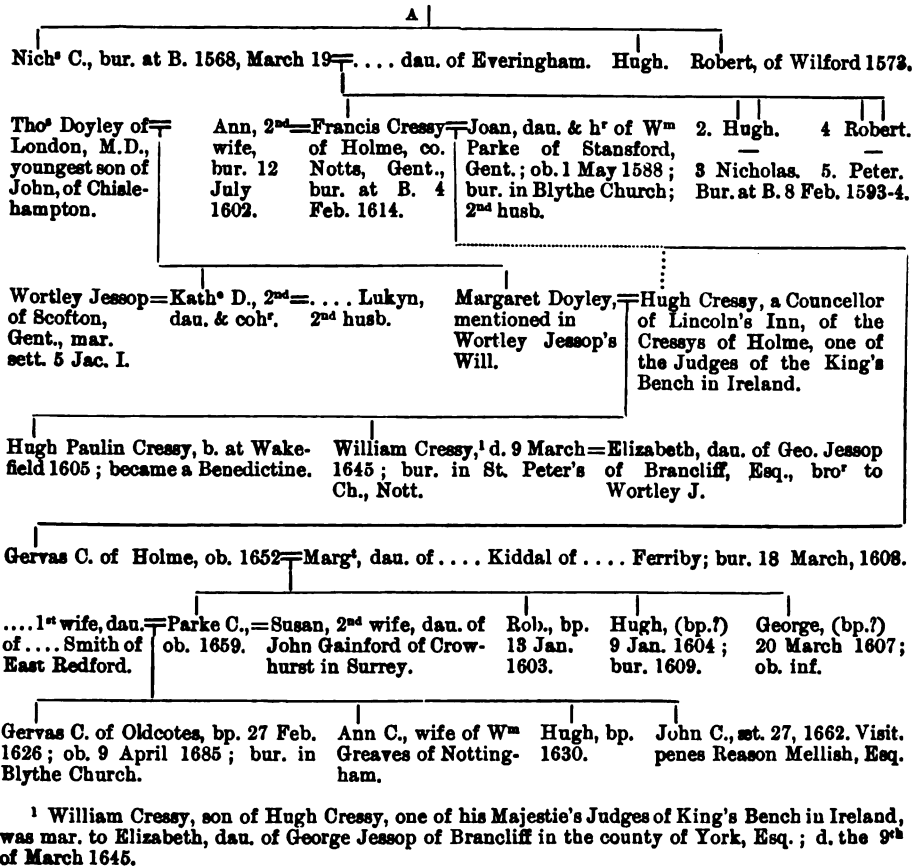 A
Nichˢ C., bur. at B. 1568, March 19=.... dau. of Everingham. Hugh. Robert, of Wilford 1573.
Thoˢ Doyley of
London, M.D.,
youngest son of
John, of Chisle-
hampton.
Ann, 2ⁿᵈ
wife,
bur. 12
July
1602.
=Francis Cressy
of Holme, co.
Notts, Gent.,
bur. at B. 4
Feb. 1614.
=Joan, dau. & hʳ of Wᵐ
Parke of Stansford,
Gent.; ob. 1 May 1588;
bur. in Blythe Church;
2ⁿᵈ husb.
2. Hugh. 4 Robert.
— —
3 Nicholas. 5. Peter.
Bur. at B. 8 Feb. 1593-4.
Wortley Jessop
of Scofton,
Gent., mar.
sett. 5 Jac. I.
=Kathᵉ D., 2ⁿᵈ
dau. & cohʳ.
=.... Lukyn,
2ⁿᵈ husb.
Margaret Doyley,
mentioned in
Wortley Jessop's
Will.
=Hugh Cressy, a Councellor
of Lincoln's Inn, of the
Cressys of Holme, one of
the Judges of the King's
Bench in Ireland.
Hugh Paulin Cressy, b. at Wake-
field 1605; became a Benedictine.
William Cressy,¹ d. 9 March
1645; bur. in St. Peter's
Ch., Nott.
=Elizabeth, dau. of Geo. Jessop
of Brancliff, Esq., broʳ to
Wortley J.
Gervas C. of Holme, ob. 1652=Margᵗ, dau. of.... Kiddal of .... Ferriby; bur. 18 March, 1608.
.... 1ˢᵗ wife, dau.
of.... Smith of
East Redford.
=Parke C.,
ob. 1659.
=Susan, 2ⁿᵈ wife, dau. of
John Gainford of Crow-
hurst in Surrey.
Rob., bp.
13 Jan.
1603.
Hugh, (bp.?)
9 Jan. 1604;
bur. 1609.
George, (bp.?)
20 March 1607;
ob. inf.
Gervas C. of Oldcotes, bp. 27 Feb.
1626; ob. 9 April 1685; bur. in
Blythe Church.
Ann C., wife of Wᵐ
Greaves of Notting-
ham.
Hugh, bp.
1630.
John C., æt. 27, 1662. Visit.
penes Reason Mellish, Esq.
¹ William Cressy, son of Hugh Cressy, one of his Majestie's Judges of King's Bench in Ireland,
was mar. to Elizabeth, dau. of George Jessop of Brancliff in the county of York, Esq.; d. the 9ᵗʰ
of March 1645.